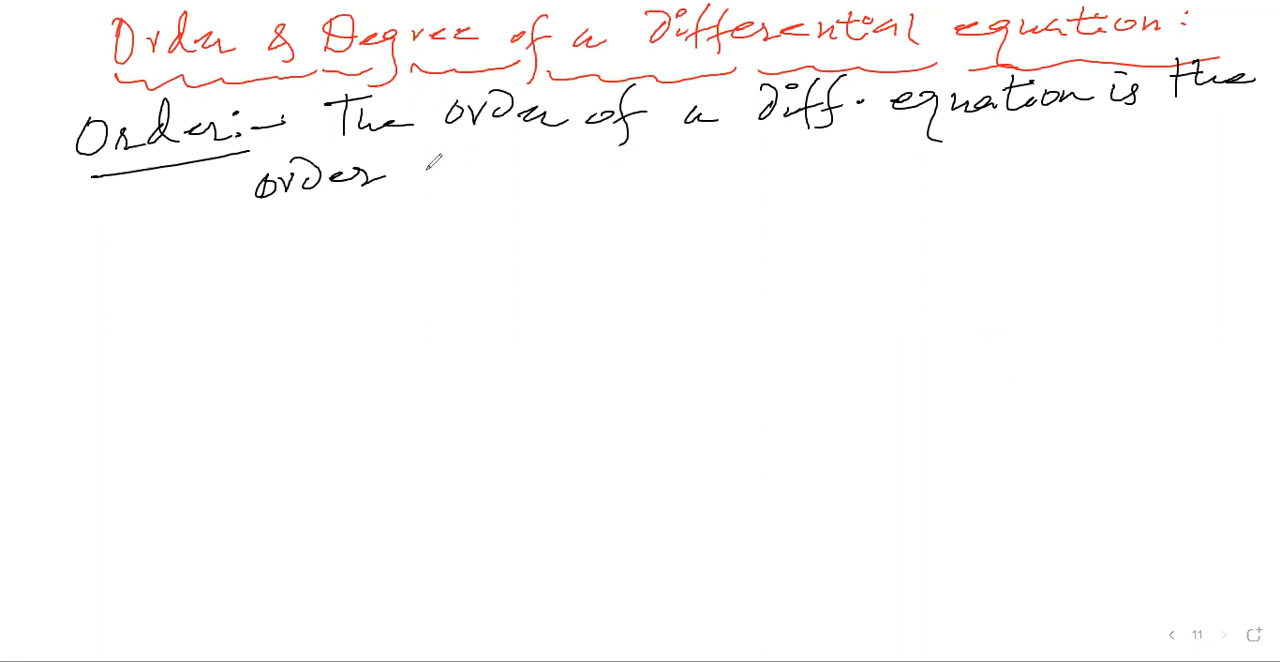 Order & Degree of a differential equation:
Order:- The order of a diff. equation is the
order
11